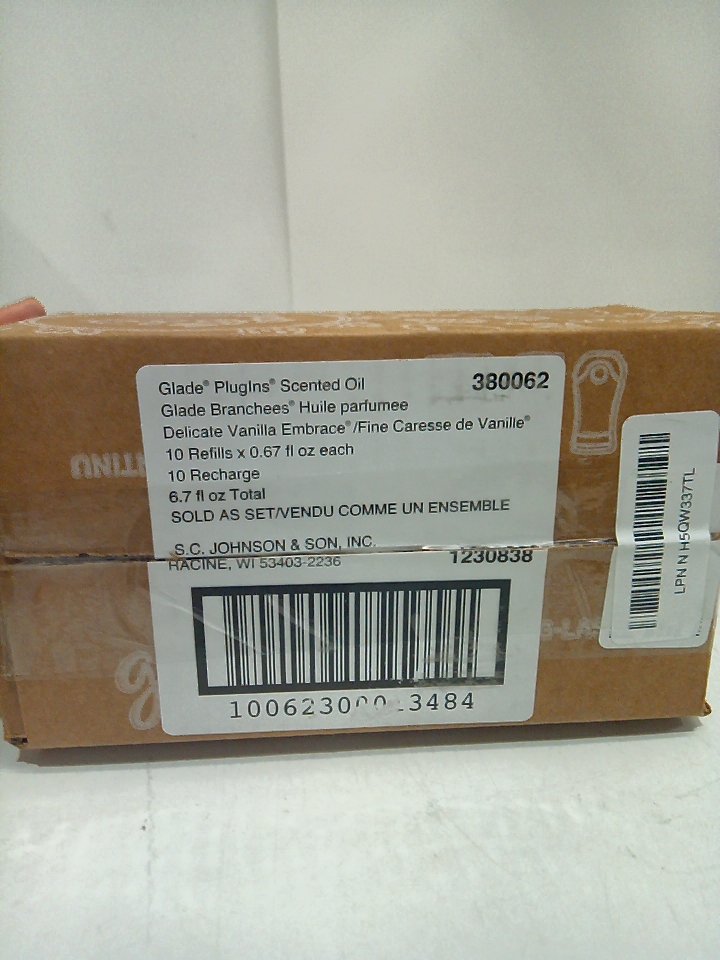 Glade® PlugIns® Scented Oil
380062
Glade Branchees® Huile parfumee
Delicate Vanilla Embrace®/Fine Caresse de Vanille®
10 Refills x 0.67 fl oz each
10 Recharge
6.7 fl oz Total
SOLD AS SET/VENDU COMME UN ENSEMBLE
S.C. JOHNSON & SON, INC.
RACINE, WI 53403-2236
1230838
3484
LPN N H5QW337TL